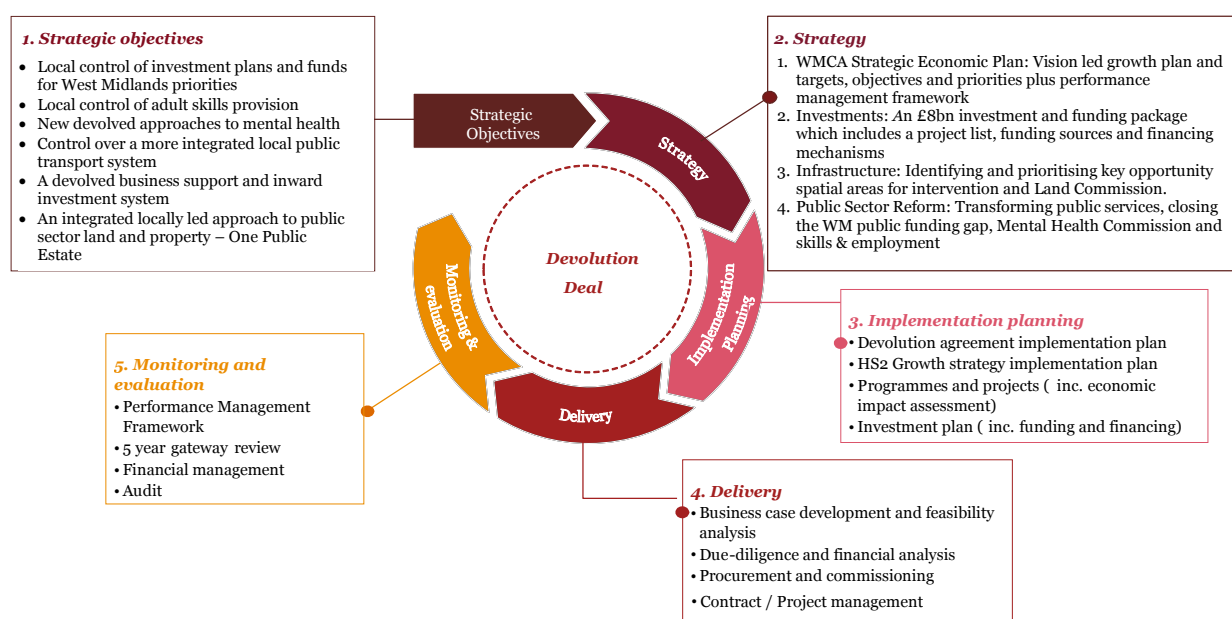 1. Strategic objectives
• Local control of investment plans and funds
for West Midlands priorities
• Local control of adult skills provision
• New devolved approaches to mental health
• Control over a more integrated local public
transport system
• A devolved business support and inward
investment system
• An integrated locally led approach to public
sector land and property – One Public
Estate
Strategic
Objectives
Strategy
Implementation
Planning
Delivery
Monitoring &
evaluation
Devolution
Deal
2. Strategy
1. WMCA Strategic Economic Plan: Vision led growth plan and
targets, objectives and priorities plus performance
management framework
2. Investments: An £8bn investment and funding package
which includes a project list, funding sources and financing
mechanisms
3. Infrastructure: Identifying and prioritising key opportunity
spatial areas for intervention and Land Commission.
4. Public Sector Reform: Transforming public services, closing
the WM public funding gap, Mental Health Commission and
skills & employment
3. Implementation planning
• Devolution agreement implementation plan
• HS2 Growth strategy implementation plan
• Programmes and projects ( inc. economic
impact assessment)
• Investment plan ( inc. funding and financing)
4. Delivery
• Business case development and feasibility
analysis
• Due-diligence and financial analysis
• Procurement and commissioning
• Contract / Project management
5. Monitoring and
evaluation
• Performance Management
Framework
• 5 year gateway review
• Financial management
• Audit